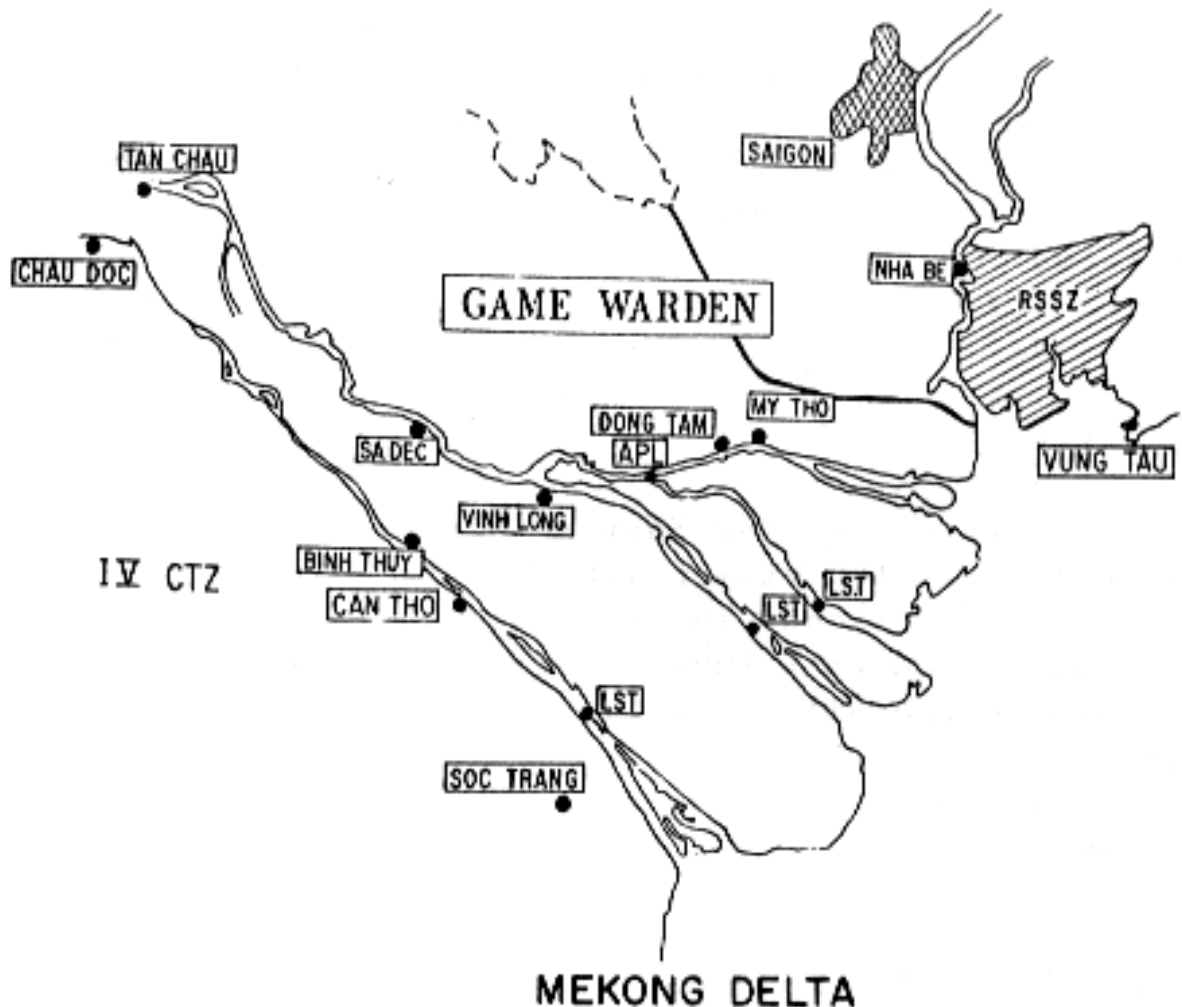 SAIGON
TAN CHAU
CHAU DOC
NHA BE
RSSZ
GAME WARDEN
MY THO
DONG TAM
APL
SA DEC
VUNG TAU
VINH LONG
BINH THUY
IV CTZ
CAN THO
LST
LST
LST
SOC TRANG
MEKONG DELTA